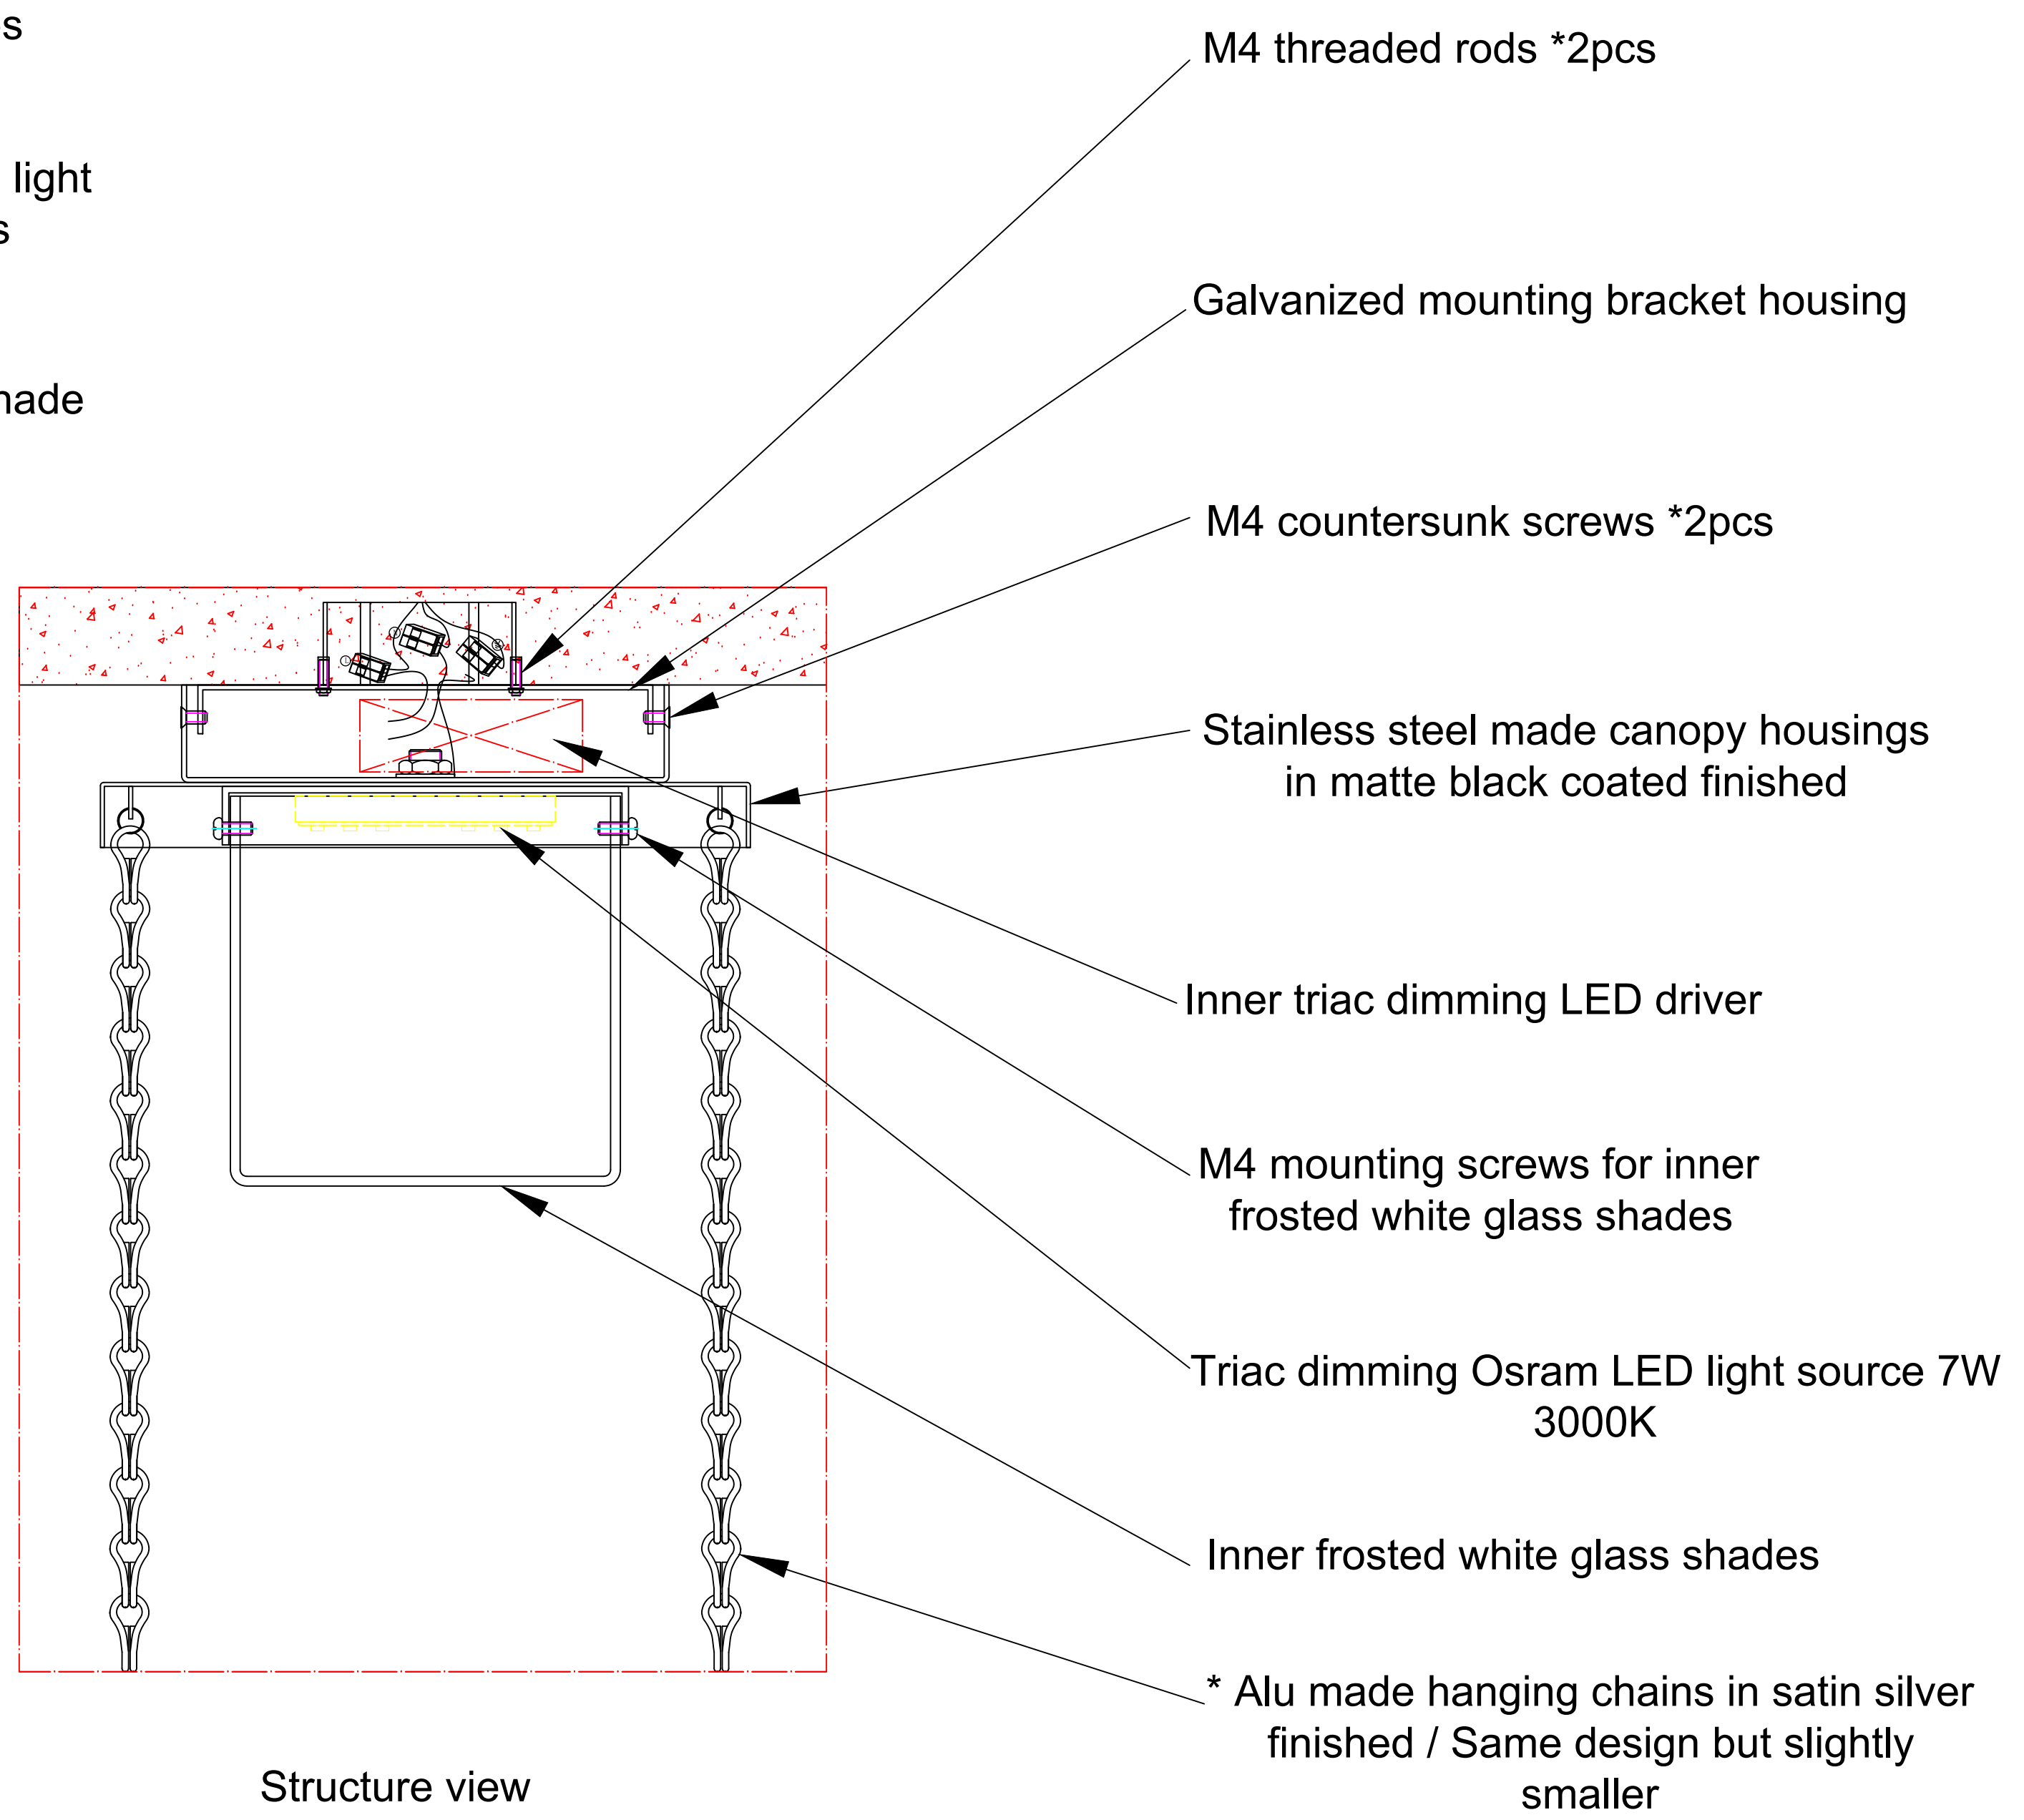 s
light
s
nade
M4 threaded rods *2pcs
Galvanized mounting bracket housing
M4 countersunk screws *2pcs
Stainless steel made canopy housings
in matte black coated finished
Inner triac dimming LED driver
M4 mounting screws for inner
frosted white glass shades
Triac dimming Osram LED light source 7W
3000K
Inner frosted white glass shades
* Alu made hanging chains in satin silver
finished / Same design but slightly
smaller
Structure view